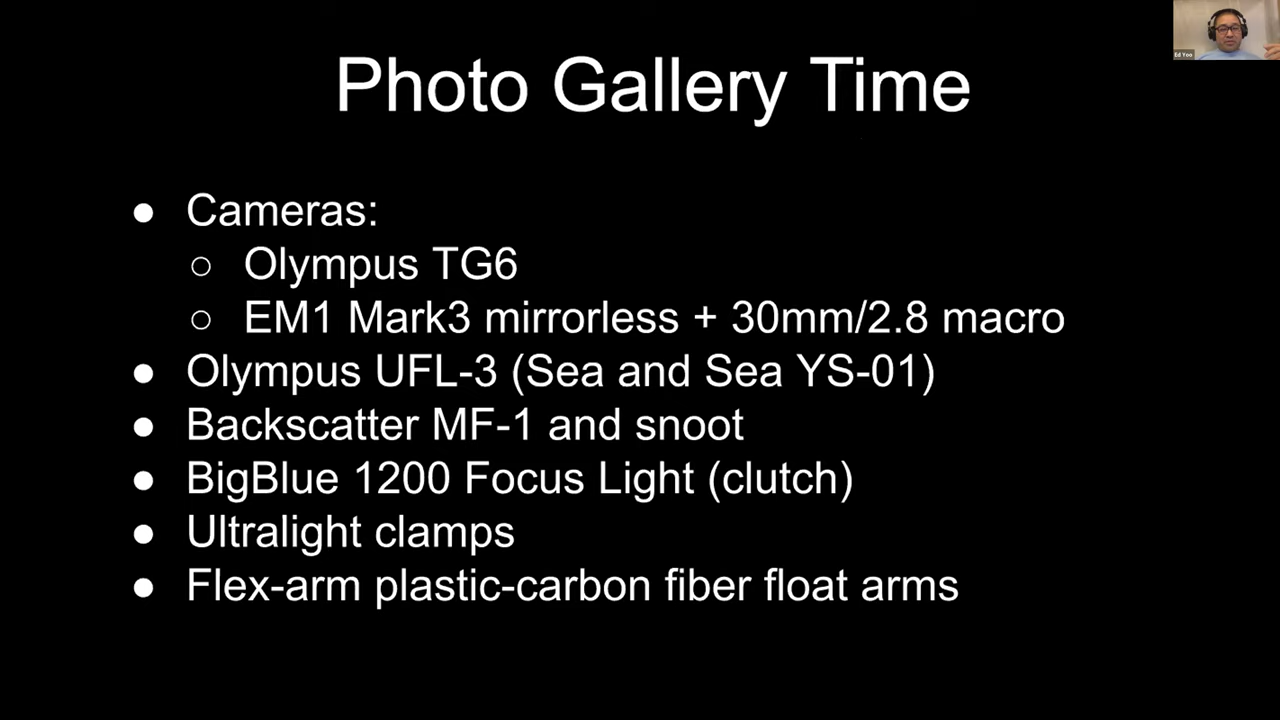 Photo Gallery Time
Ed Yoo
● Cameras:
○ Olympus TG6
○ EM1 Mark3 mirrorless + 30mm/2.8 macro
● Olympus UFL-3 (Sea and Sea YS-01)
● Backscatter MF-1 and snoot
● BigBlue 1200 Focus Light (clutch)
● Ultralight clamps
● Flex-arm plastic-carbon fiber float arms